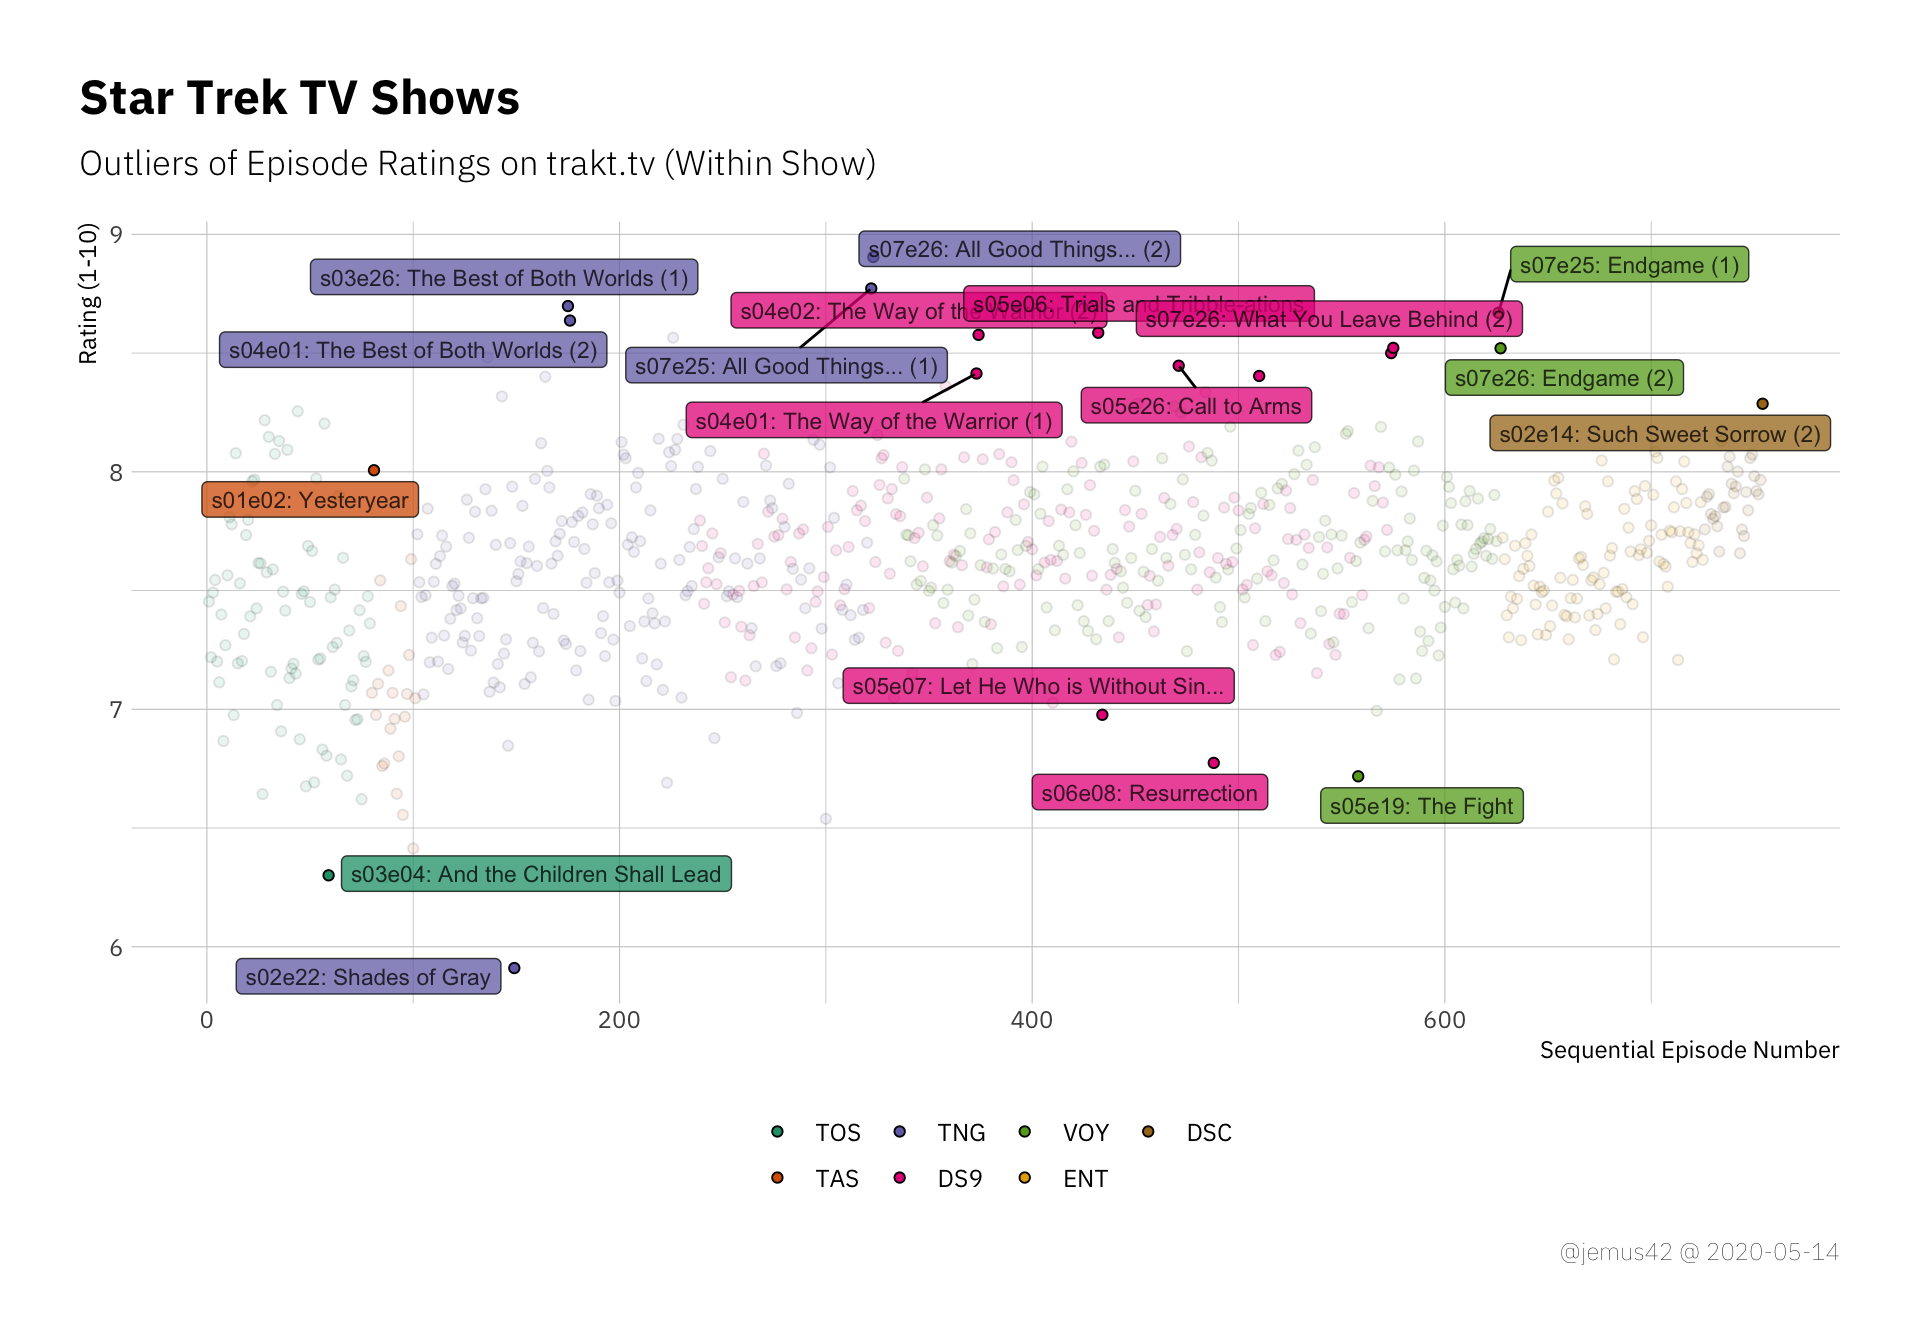 Star Trek TV Shows
Outliers of Episode Ratings on trakt.tv (Within Show)
Rating (1-10)
9
8
7
6
s07e26: All Good Things... (2)
s07e25: Endgame (1)
s03e26: The Best of Both Worlds (1)
s05e06: Trials and Tribble-ations
s04e02: The Way of the Warrior (2)
s07e26: What You Leave Behind (2)
s04e01: The Best of Both Worlds (2)
s07e25: All Good Things... (1)
s07e26: Endgame (2)
s05e26: Call to Arms
s04e01: The Way of the Warrior (1)
s02e14: Such Sweet Sorrow (2)
s01e02: Yesteryear
s05e07: Let He Who is Without Sin...
s06e08: Resurrection
s05e19: The Fight
s03e04: And the Children Shall Lead
s02e22: Shades of Gray
0
200
400
600
Sequential Episode Number
TOS
TNG
VOY
DSC
TAS
DS9
ENT
@jemus42 @ 2020-05-14